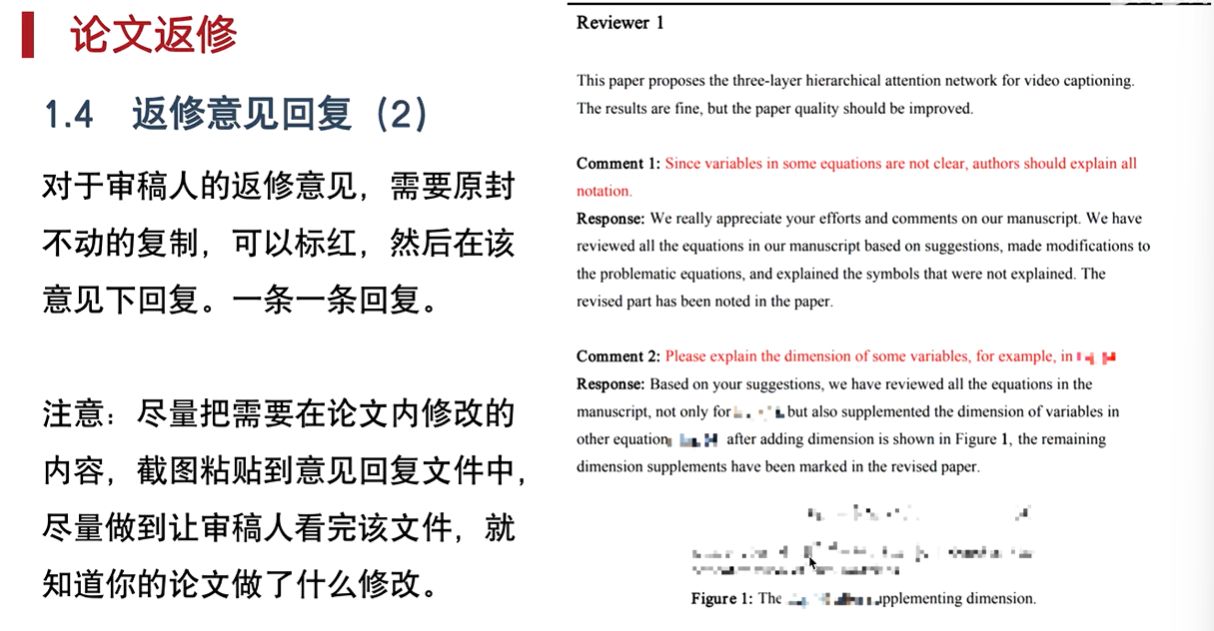 论文返修
1.4 返修意见回复（2）
对于审稿人的返修意见，需要原封
不动的复制，可以标红，然后在该
意见下回复。一条一条回复。
注意：尽量把需要在论文内修改的
内容，截图粘贴到意见回复文件中，
尽量做到让审稿人看完该文件，就
知道你的论文做了什么修改。
Reviewer 1
This paper proposes the three-layer hierarchical attention network for video captioning.
The results are fine, but the paper quality should be improved.
Comment 1: Since variables in some equations are not clear, authors should explain all
notation.
Response: We really appreciate your efforts and comments on our manuscript. We have
reviewed all the equations in our manuscript based on suggestions, made modifications to
the problematic equations, and explained the symbols that were not explained. The
revised part has been noted in the paper.
Comment 2: Please explain the dimension of some variables, for example, in
Response: Based on your suggestions, we have reviewed all the equations in the
manuscript, not only for but also supplemented the dimension of variables in
other equation after adding dimension is shown in Figure 1, the remaining
dimension supplements have been marked in the revised paper.
Figure 1: The dimension.